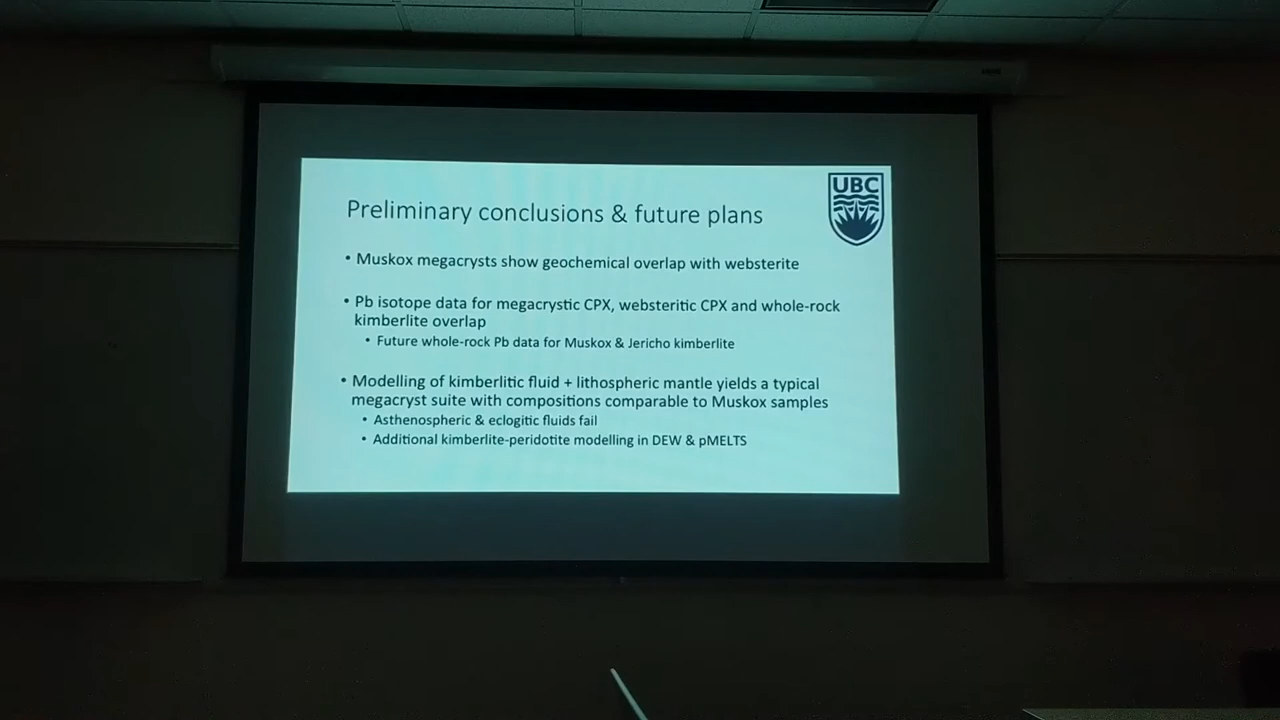 UBC
Preliminary conclusions & future plans
• Muskox megacrysts show geochemical overlap with websterite
• Pb isotope data for megacrystic CPX, websteritic CPX and whole-rock
kimberlite overlap
• Future whole-rock Pb data for Muskox & Jericho kimberlite
• Modelling of kimberlitic fluid + lithospheric mantle yields a typical
megacryst suite with compositions comparable to Muskox samples
• Asthenospheric & eclogitic fluids fail
• Additional kimberlite-peridotite modelling in DEW & pMELTS